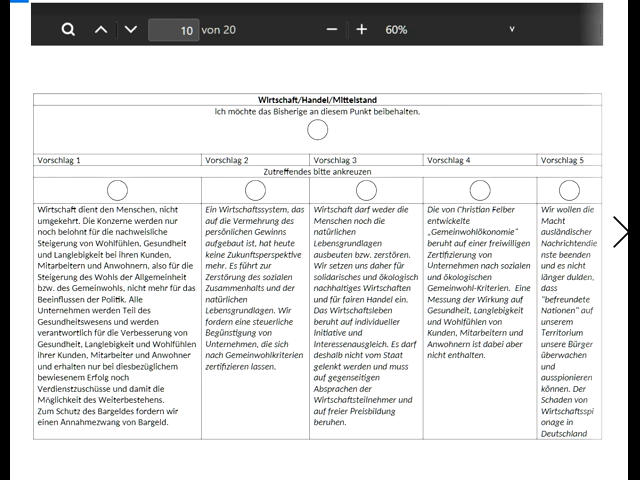 10 von 20
60%
Wirtschaft/Handel/Mittelstand
Ich möchte das Bisherige an diesem Punkt beibehalten.
Vorschlag 1
Vorschlag 2
Vorschlag 3
Vorschlag 4
Vorschlag 5
Zutreffendes bitte ankreuzen
Wirtschaft dient den Menschen, nicht
umgekehrt. Die Konzerne werden nur
noch belohnt für die nachweisliche
Steigerung von Wohlfühlen, Gesundheit
und Langlebigkeit bei ihren Kunden,
Mitarbeitern und Anwohnern, also für die
Steigerung des Wohls der Allgemeinheit
bzw. des Gemeinwohls, nicht mehr für das
Beeinflussen der Politik. Alle
Unternehmen werden Teil des
Gesundheitswesens und werden
verantwortlich für die Verbesserung von
Gesundheit, Langlebigkeit und Wohlfühlen
ihrer Kunden, Mitarbeiter und Anwohner
und erhalten nur bei diesbezüglichem
bewiesenem Erfolg noch
Verdienstzuschüsse und damit die
Möglichkeit des Weiterbestehens.
Zum Schutz des Bargeldes fordern wir
einen Annahmezwang von Bargeld.
Ein Wirtschaftssystem, das
auf die Vermehrung des
persönlichen Gewinns
aufgebaut ist, hat heute
keine Zukunftsperspektive
mehr. Es führt zur
Zerstörung des sozialen
Zusammenhalts und der
natürlichen
Lebensgrundlagen. Wir
fordern eine steuerliche
Begünstigung von
Unternehmen, die sich
nach Gemeinwohlkriterien
zertifizieren lassen.
Wirtschaft darf weder die
Menschen noch die
natürlichen
Lebensgrundlagen
ausbeuten bzw. zerstören.
Wir setzen uns daher für
solidarisches und ökologisch
nachhaltiges Wirtschaften
und für fairen Handel ein.
Das Wirtschaftsleben
beruht auf individueller
Initiative und
Interessenausgleich. Es darf
deshalb nicht vom Staat
gelenkt werden und muss
auf gegenseitigen
Absprachen der
Wirtschaftsteilnehmer und
auf freier Preisbildung
beruhen.
Die von Christian Felber
entwickelte
„Gemeinwohlökonomie"
beruht auf einer freiwilligen
Zertifizierung von
Unternehmen nach sozialen
und ökologischen
Gemeinwohl-Kriterien. Eine
Messung der Wirkung auf
Gesundheit, Langlebigkeit
und Wohlfühlen von
Kunden, Mitarbeitern und
Anwohnern ist dabei aber
nicht enthalten.
Wir wollen die
Macht
ausländischer
Nachrichtendie
nste beenden
und es nicht
länger dulden,
dass
"befreundete
Nationen" auf
unserem
Territorium
unsere Bürger
überwachen
und
ausspionieren
können. Der
Schaden von
Wirtschaftsspi
onage in
Deutschland